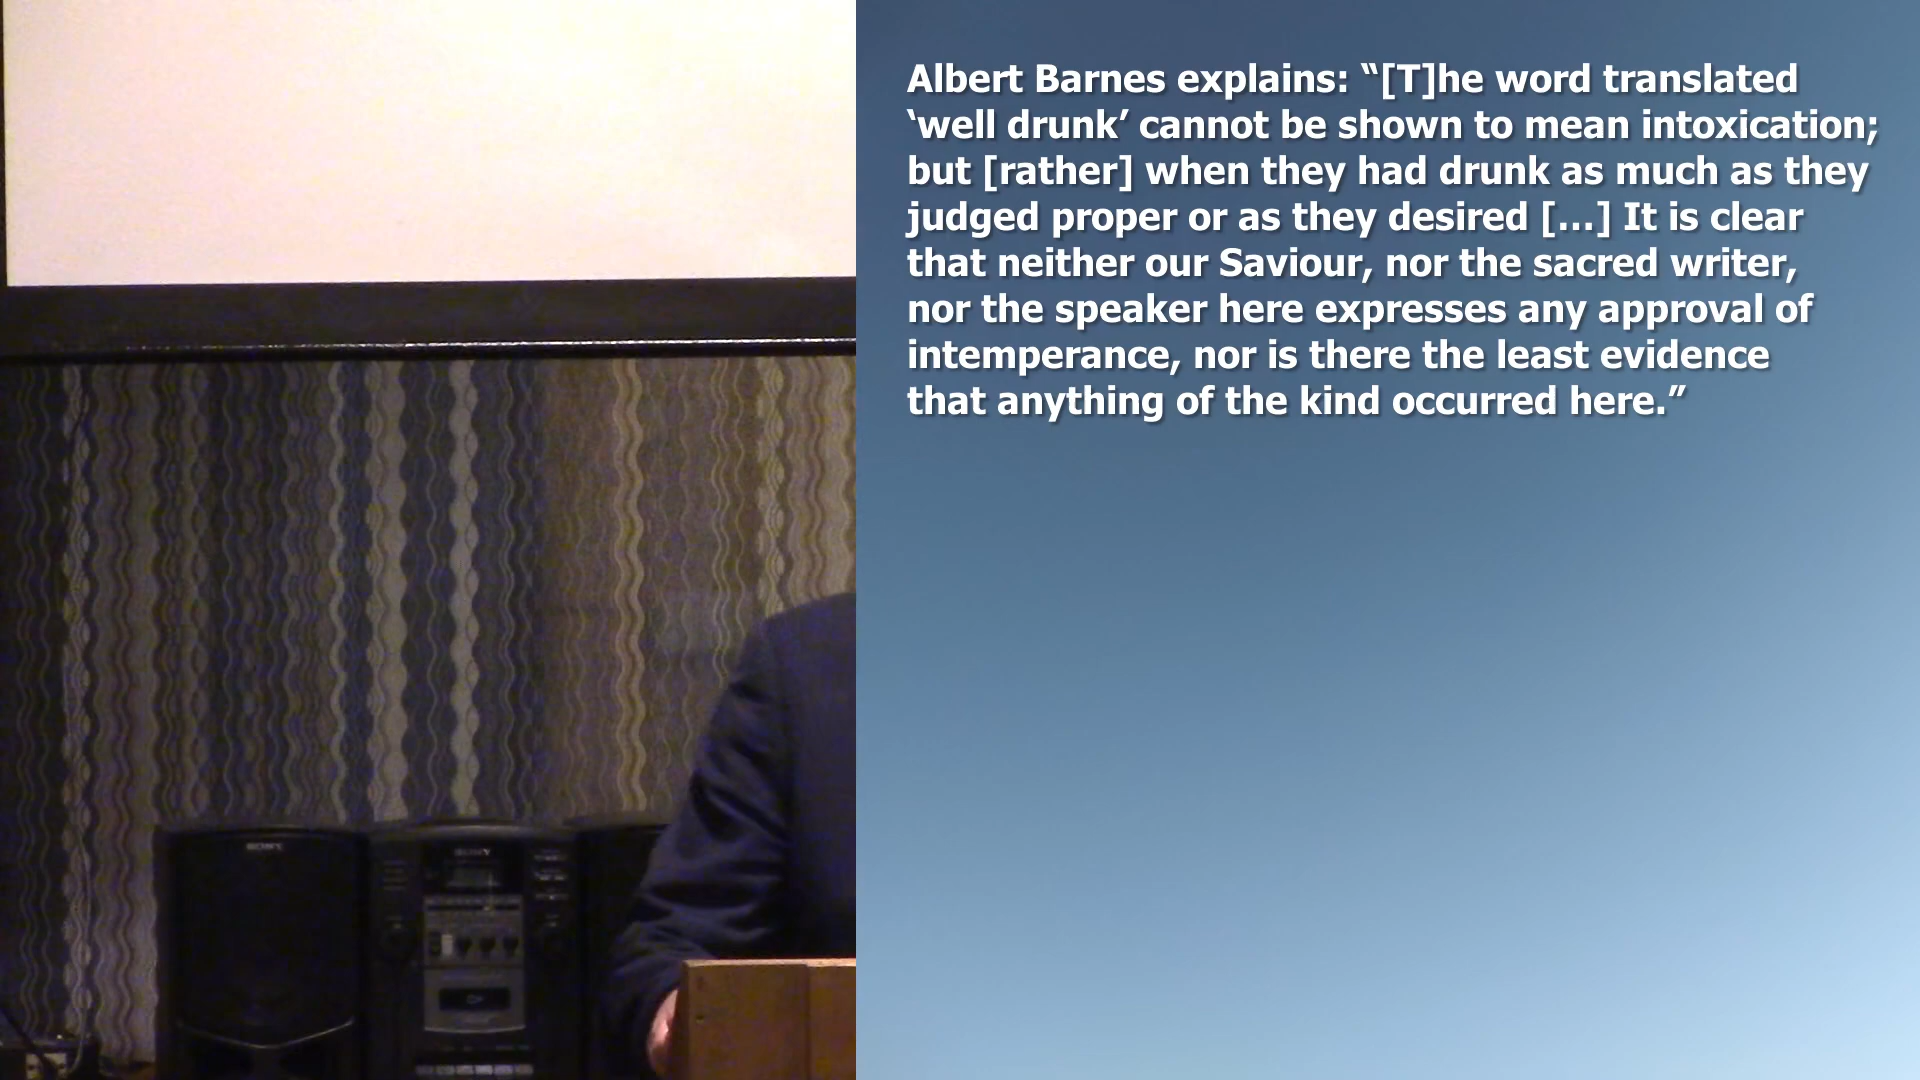 Albert Barnes explains: “[T]he word translated
‘well drunk’ cannot be shown to mean intoxication;
but [rather] when they had drunk as much as they
judged proper or as they desired […] It is clear
that neither our Saviour, nor the sacred writer,
nor the speaker here expresses any approval of
intemperance, nor is there the least evidence
that anything of the kind occurred here.”
SONY
SONY